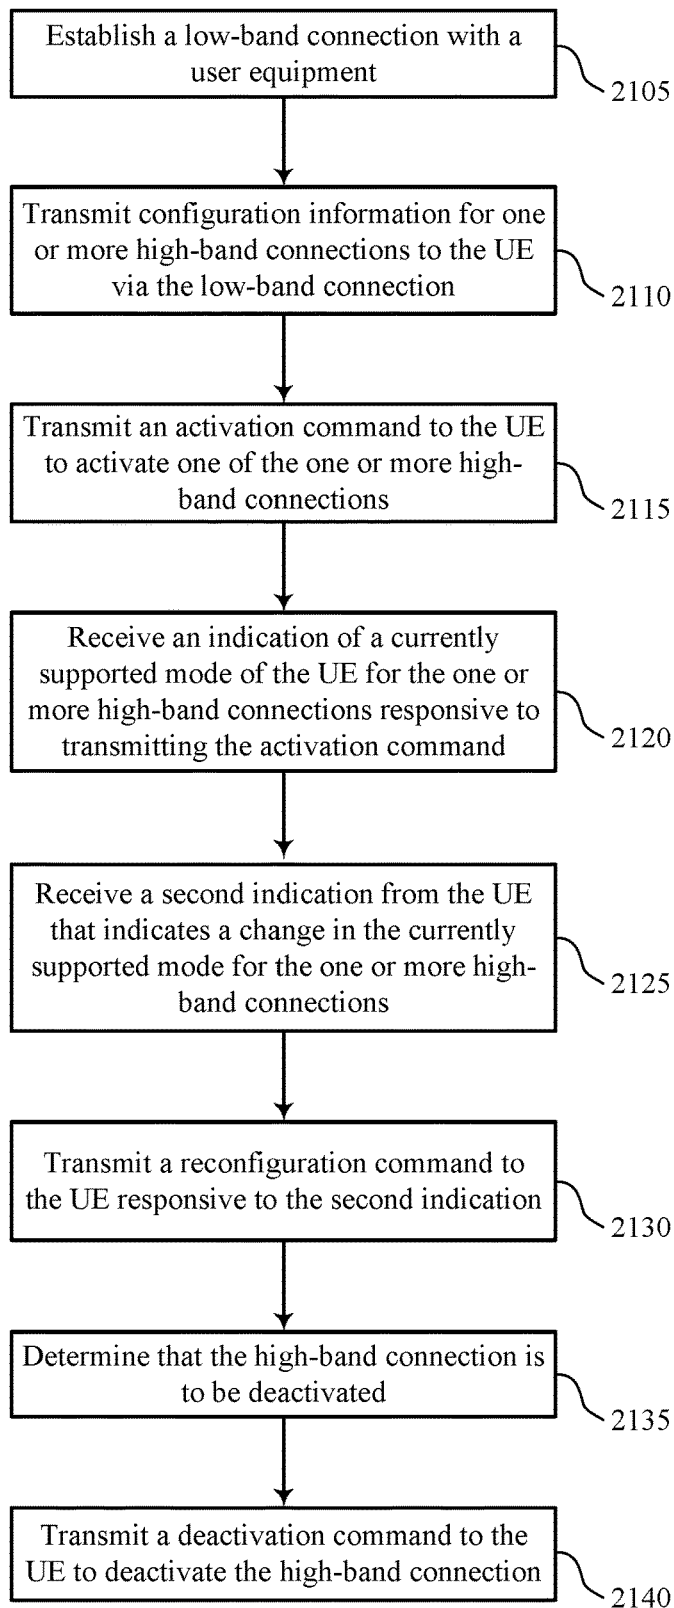 Establish a low-band connection with a
user equipment
2105
Transmit configuration information for one
or more high-band connections to the UE
via the low-band connection
2110
Transmit an activation command to the UE
to activate one of the one or more high-
band connections
2115
Receive an indication of a currently
supported mode of the UE for the one or
more high-band connections responsive to
transmitting the activation command
2120
Receive a second indication from the UE
that indicates a change in the currently
supported mode for the one or more high-
band connections
2125
Transmit a reconfiguration command to
the UE responsive to the second indication
2130
Determine that the high-band connection is
to be deactivated
2135
Transmit a deactivation command to the
UE to deactivate the high-band connection
2140